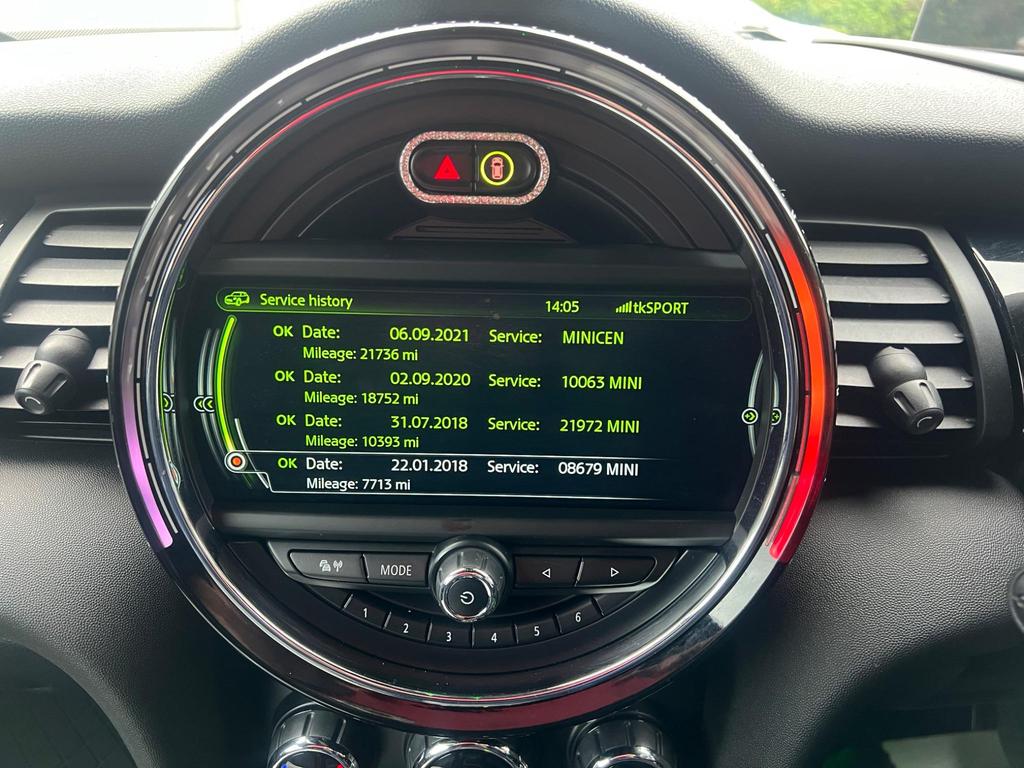 Service history 14:05 tkSPORT
OK Date: 06.09.2021 Service: MINICEN
Mileage: 21736 mi
OK Date: 02.09.2020 Service: 10063 MINI
Mileage: 18752 mi
OK Date: 31.07.2018 Service: 21972 MINI
Mileage: 10393 mi
OK Date: 22.01.2018 Service: 08679 MINI
Mileage: 7713 mi
MODE
1 2 3 4 5 6